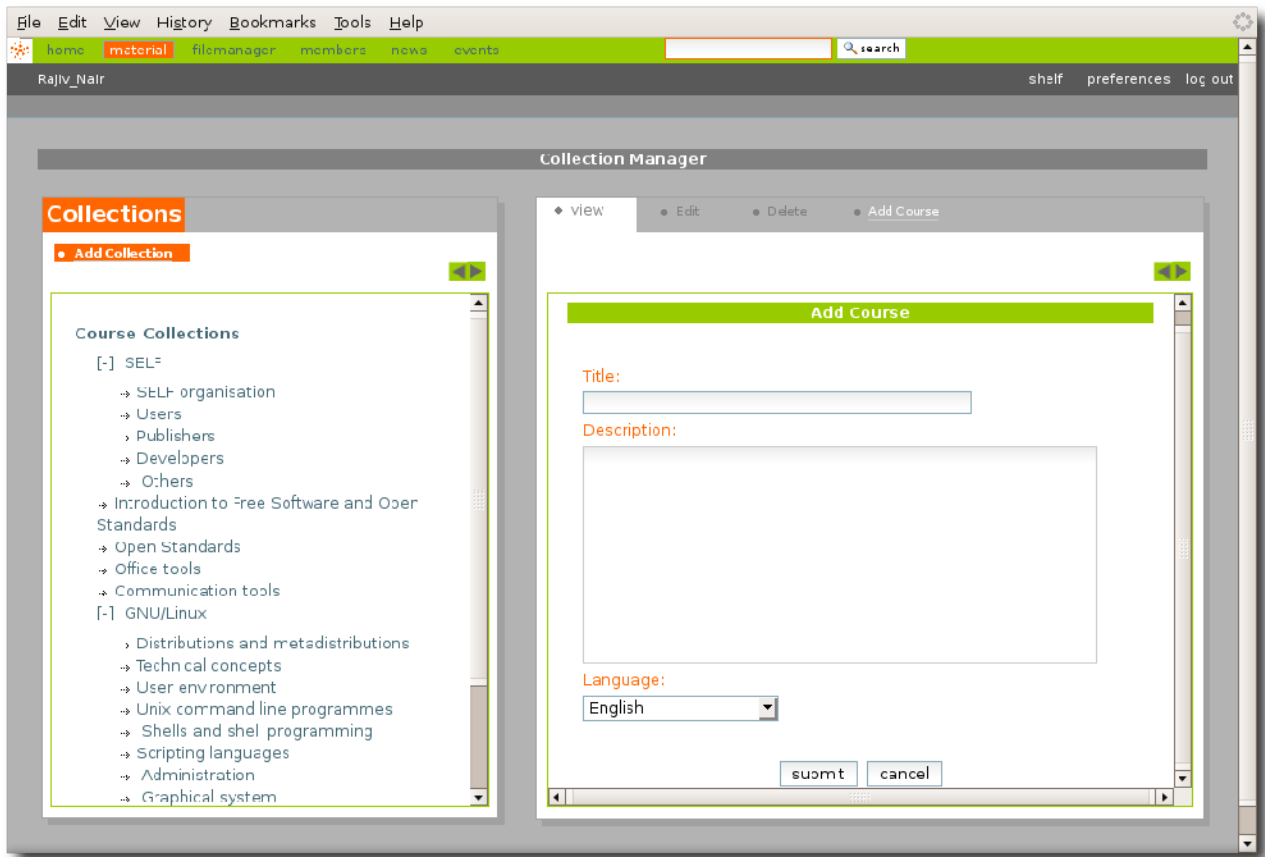 File Edit View History Bookmarks Tools Help
home material filemanager members news events search
Rajiv_Nair shelf preferences log out
Collection Manager
Collections
Add Collection
Course Collections
[-] SELF
SELF organisation
Users
Publishers
Developers
Others
Introduction to Free Software and Open
Standards
Open Standards
Office tools
Communication tools
[-] GNU/Linux
Distributions and metadistributions
Technical concepts
User environment
Unix command line programmes
Shells and shell programming
Scripting languages
Administration
Graphical system
view Edit Delete Add Course
Add Course
Title:
Description:
Language:
English
submit cancel